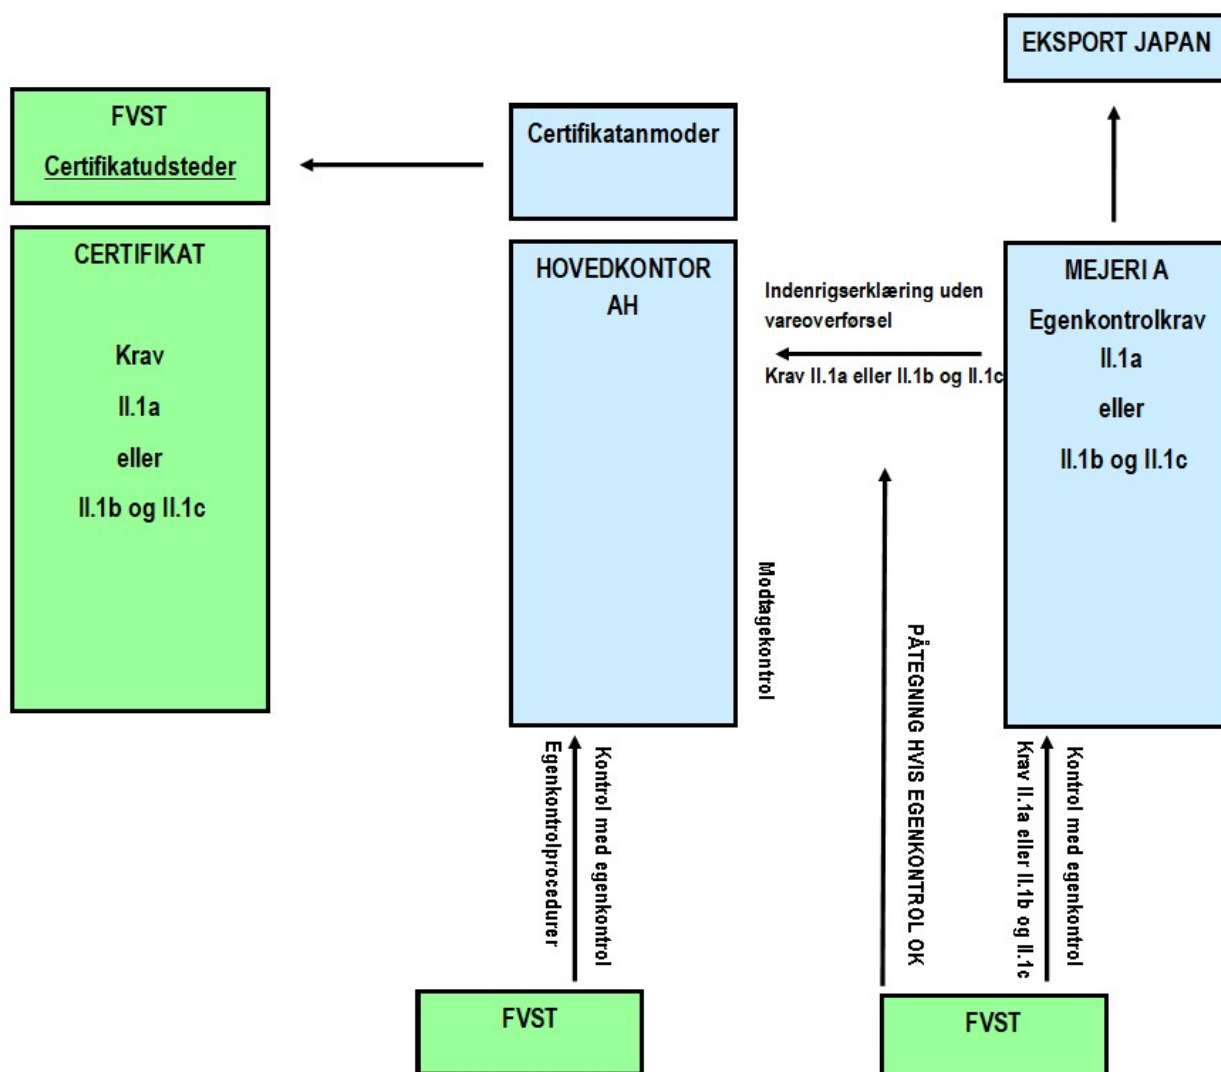 EKSPORT JAPAN
FVST
Certifikatudsteder
Certifikatanmoder
CERTIFIKAT
Krav
II.1a
eller
II.1b og II.1c
HOVEDKONTOR
AH
Indenrigserklæring uden
vareoverførsel
Krav II.1a eller II.1b og II.1c
MEJERI A
Egenkontrolkrav
II.1a
eller
II.1b og II.1c
Modtagekontrol
PÅTEGNING HVIS EGENKONTROL OK
Kontrol med egenkontrol
Egenkontrolprocedurer
Kontrol med egenkontrol
Krav II.1a eller II.1b og II.1c
FVST
FVST